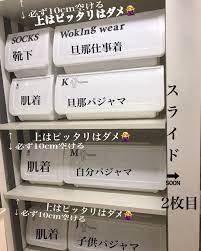 ↓必ず10cm空ける
上はピッタリはダメ🙅
SOCKS
靴下
Woking wear
旦那仕事着
肌着
K
旦那パジャマ
上はピッタリはダメ🙅
↓必ず10cm空ける
肌着
自分パジャマ
上はピッタリはダメ🙅
↓必ず10cm空ける
肌着
子供パジャマ
スライド
→
SOON
2枚目